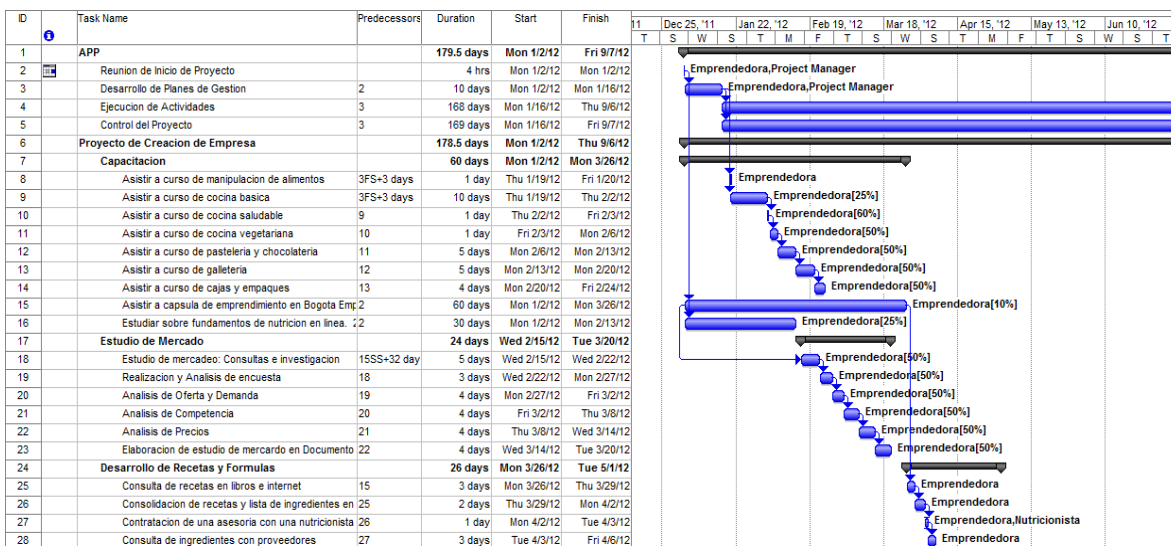 ID Task Name Predecessors Duration Start Finish 11 Dec 25, '11 Jan 22, '12 Feb 19, '12 Mar 18, '12 Apr 15, '12 May 13, '12 Jun 10, '12
T S W S T M F T S W S T M F T S W S T
1 APP 179.5 days Mon 1/2/12 Fri 9/7/12
2 Reunion de Inicio de Proyecto 4 hrs Mon 1/2/12 Mon 1/2/12 Emprendedora,Project Manager
3 Desarrollo de Planes de Gestion 2 10 days Mon 1/2/12 Mon 1/16/12 Emprendedora,Project Manager
4 Ejecucion de Actividades 3 168 days Mon 1/16/12 Thu 9/6/12
5 Control del Proyecto 3 169 days Mon 1/16/12 Fri 9/7/12
6 Proyecto de Creacion de Empresa 178.5 days Mon 1/2/12 Thu 9/6/12
7 Capacitacion 60 days Mon 1/2/12 Mon 3/26/12
8 Asistir a curso de manipulacion de alimentos 3FS+3 days 1 day Thu 1/19/12 Fri 1/20/12 Emprendedora
9 Asistir a curso de cocina basica 3FS+3 days 10 days Thu 1/19/12 Thu 2/2/12 Emprendedora[25%]
10 Asistir a curso de cocina saludable 9 1 day Thu 2/2/12 Fri 2/3/12 Emprendedora[60%]
11 Asistir a curso de cocina vegetariana 10 1 day Fri 2/3/12 Mon 2/6/12 Emprendedora[50%]
12 Asistir a curso de pasteleria y chocolateria 11 5 days Mon 2/6/12 Mon 2/13/12 Emprendedora[50%]
13 Asistir a curso de galleteria 12 5 days Mon 2/13/12 Mon 2/20/12 Emprendedora[50%]
14 Asistir a curso de cajas y empaques 13 4 days Mon 2/20/12 Fri 2/24/12 Emprendedora[50%]
15 Asistir a capsula de emprendimiento en Bogota Emp 2 60 days Mon 1/2/12 Mon 3/26/12 Emprendedora[10%]
16 Estudiar sobre fundamentos de nutricion en linea. 2 30 days Mon 1/2/12 Mon 2/13/12 Emprendedora[25%]
17 Estudio de Mercado 24 days Wed 2/15/12 Tue 3/20/12
18 Estudio de mercadeo: Consultas e investigacion 15SS+32 day 5 days Wed 2/15/12 Wed 2/22/12 Emprendedora[50%]
19 Realizacion y Analisis de encuesta 18 3 days Wed 2/22/12 Mon 2/27/12 Emprendedora[50%]
20 Analisis de Oferta y Demanda 19 4 days Mon 2/27/12 Fri 3/2/12 Emprendedora[50%]
21 Analisis de Competencia 20 4 days Fri 3/2/12 Thu 3/8/12 Emprendedora[50%]
22 Analisis de Precios 21 4 days Thu 3/8/12 Wed 3/14/12 Emprendedora[50%]
23 Elaboracion de estudio de mercardo en Documento 22 4 days Wed 3/14/12 Tue 3/20/12 Emprendedora[50%]
24 Desarrollo de Recetas y Formulas 26 days Mon 3/26/12 Tue 5/1/12
25 Consulta de recetas en libros e internet 15 3 days Mon 3/26/12 Thu 3/29/12 Emprendedora
26 Consolidacion de recetas y lista de ingredientes en 25 2 days Thu 3/29/12 Mon 4/2/12 Emprendedora
27 Contratacion de una asesoria con una nutricionista 26 1 day Mon 4/2/12 Tue 4/3/12 Emprendedora,Nutricionista
28 Consulta de ingredientes con proveedores 27 3 days Tue 4/3/12 Fri 4/6/12 Emprendedora